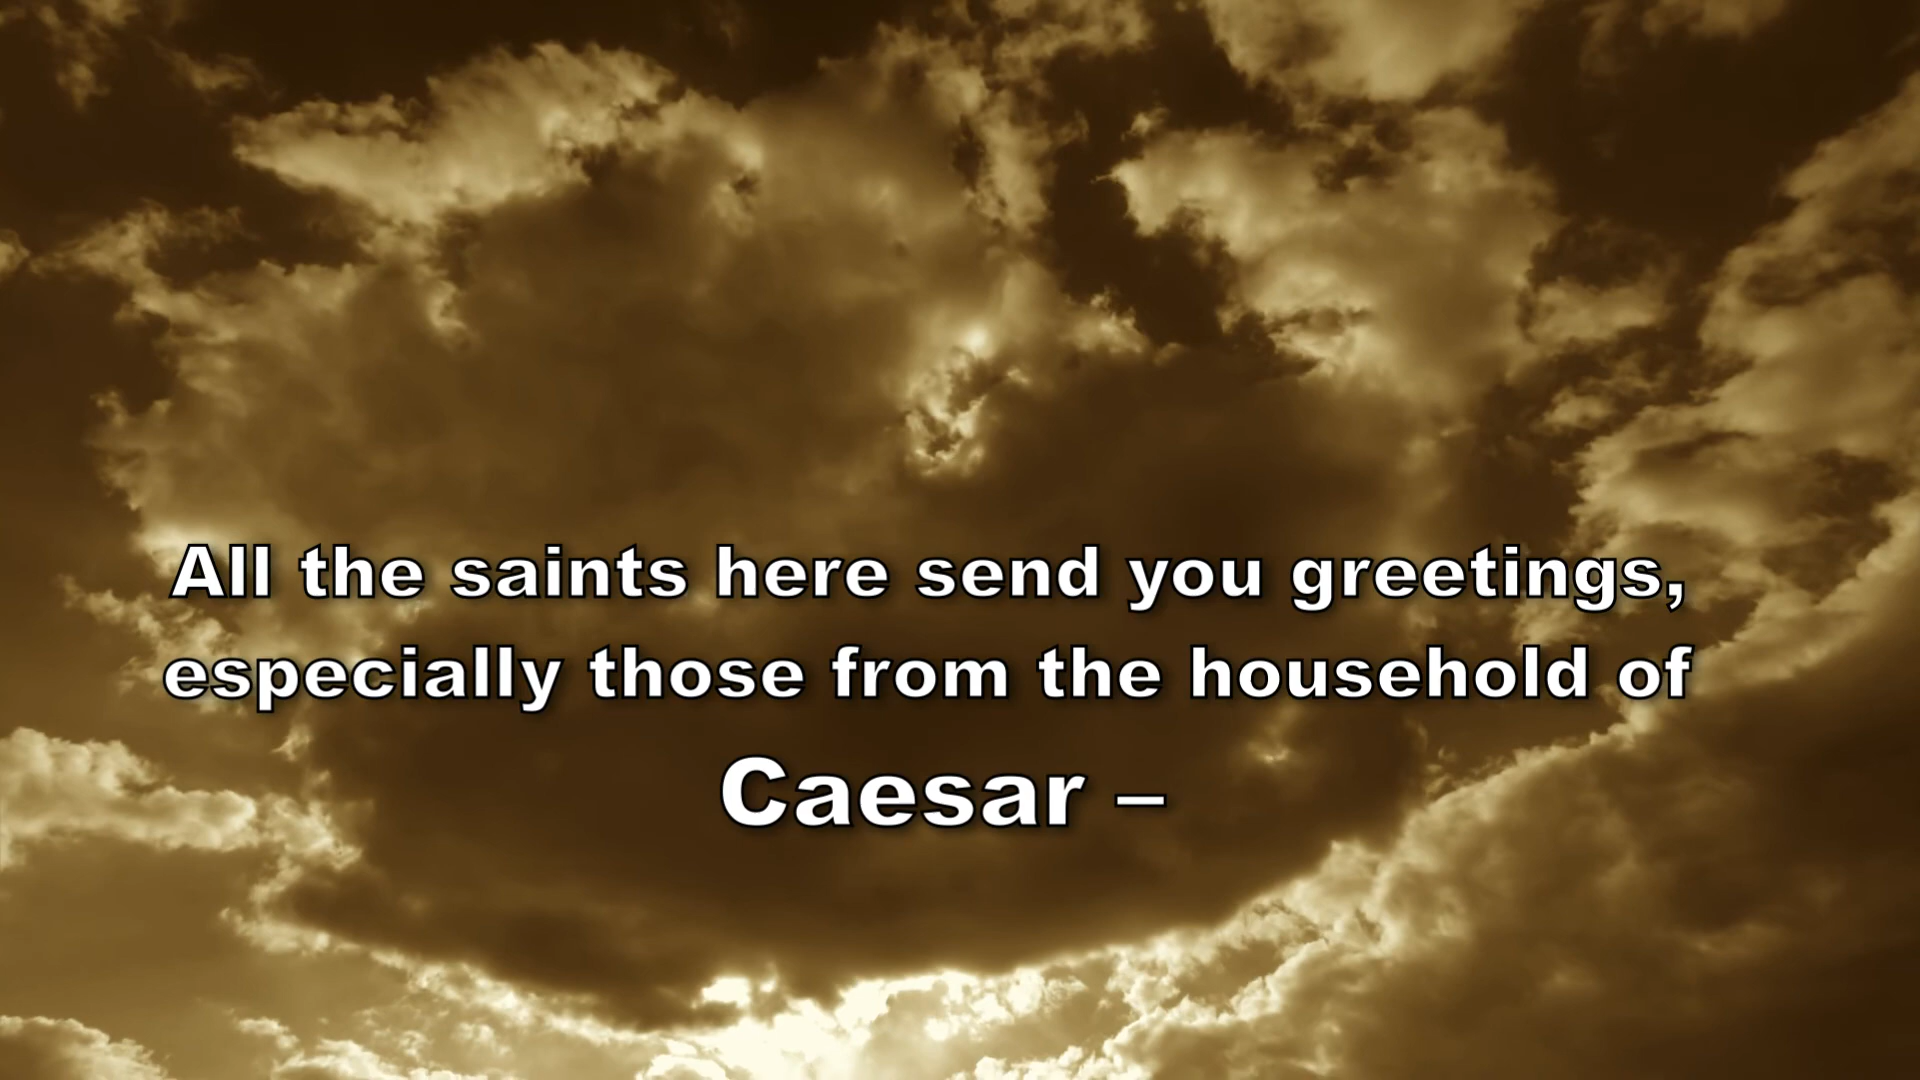 All the saints here send you greetings,
especially those from the household of
Caesar –